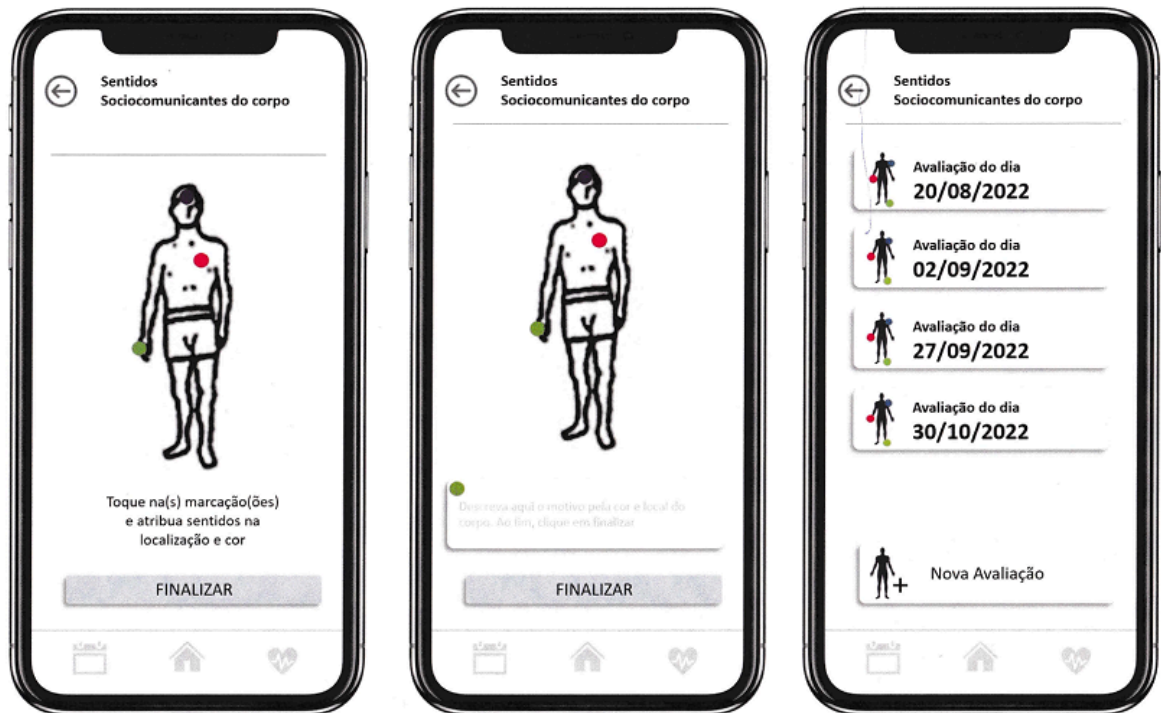 Sentidos
Sociocomunicantes do corpo
Toque na(s) marcação(ões)
e atribua sentidos na
localização e cor
FINALIZAR
Sentidos
Sociocomunicantes do corpo
Descreva aqui o motivo pela cor e local do
corpo. Ao fim, clique em finalizar
FINALIZAR
Sentidos
Sociocomunicantes do corpo
Avaliação do dia
20/08/2022
Avaliação do dia
02/09/2022
Avaliação do dia
27/09/2022
Avaliação do dia
30/10/2022
Nova Avaliação